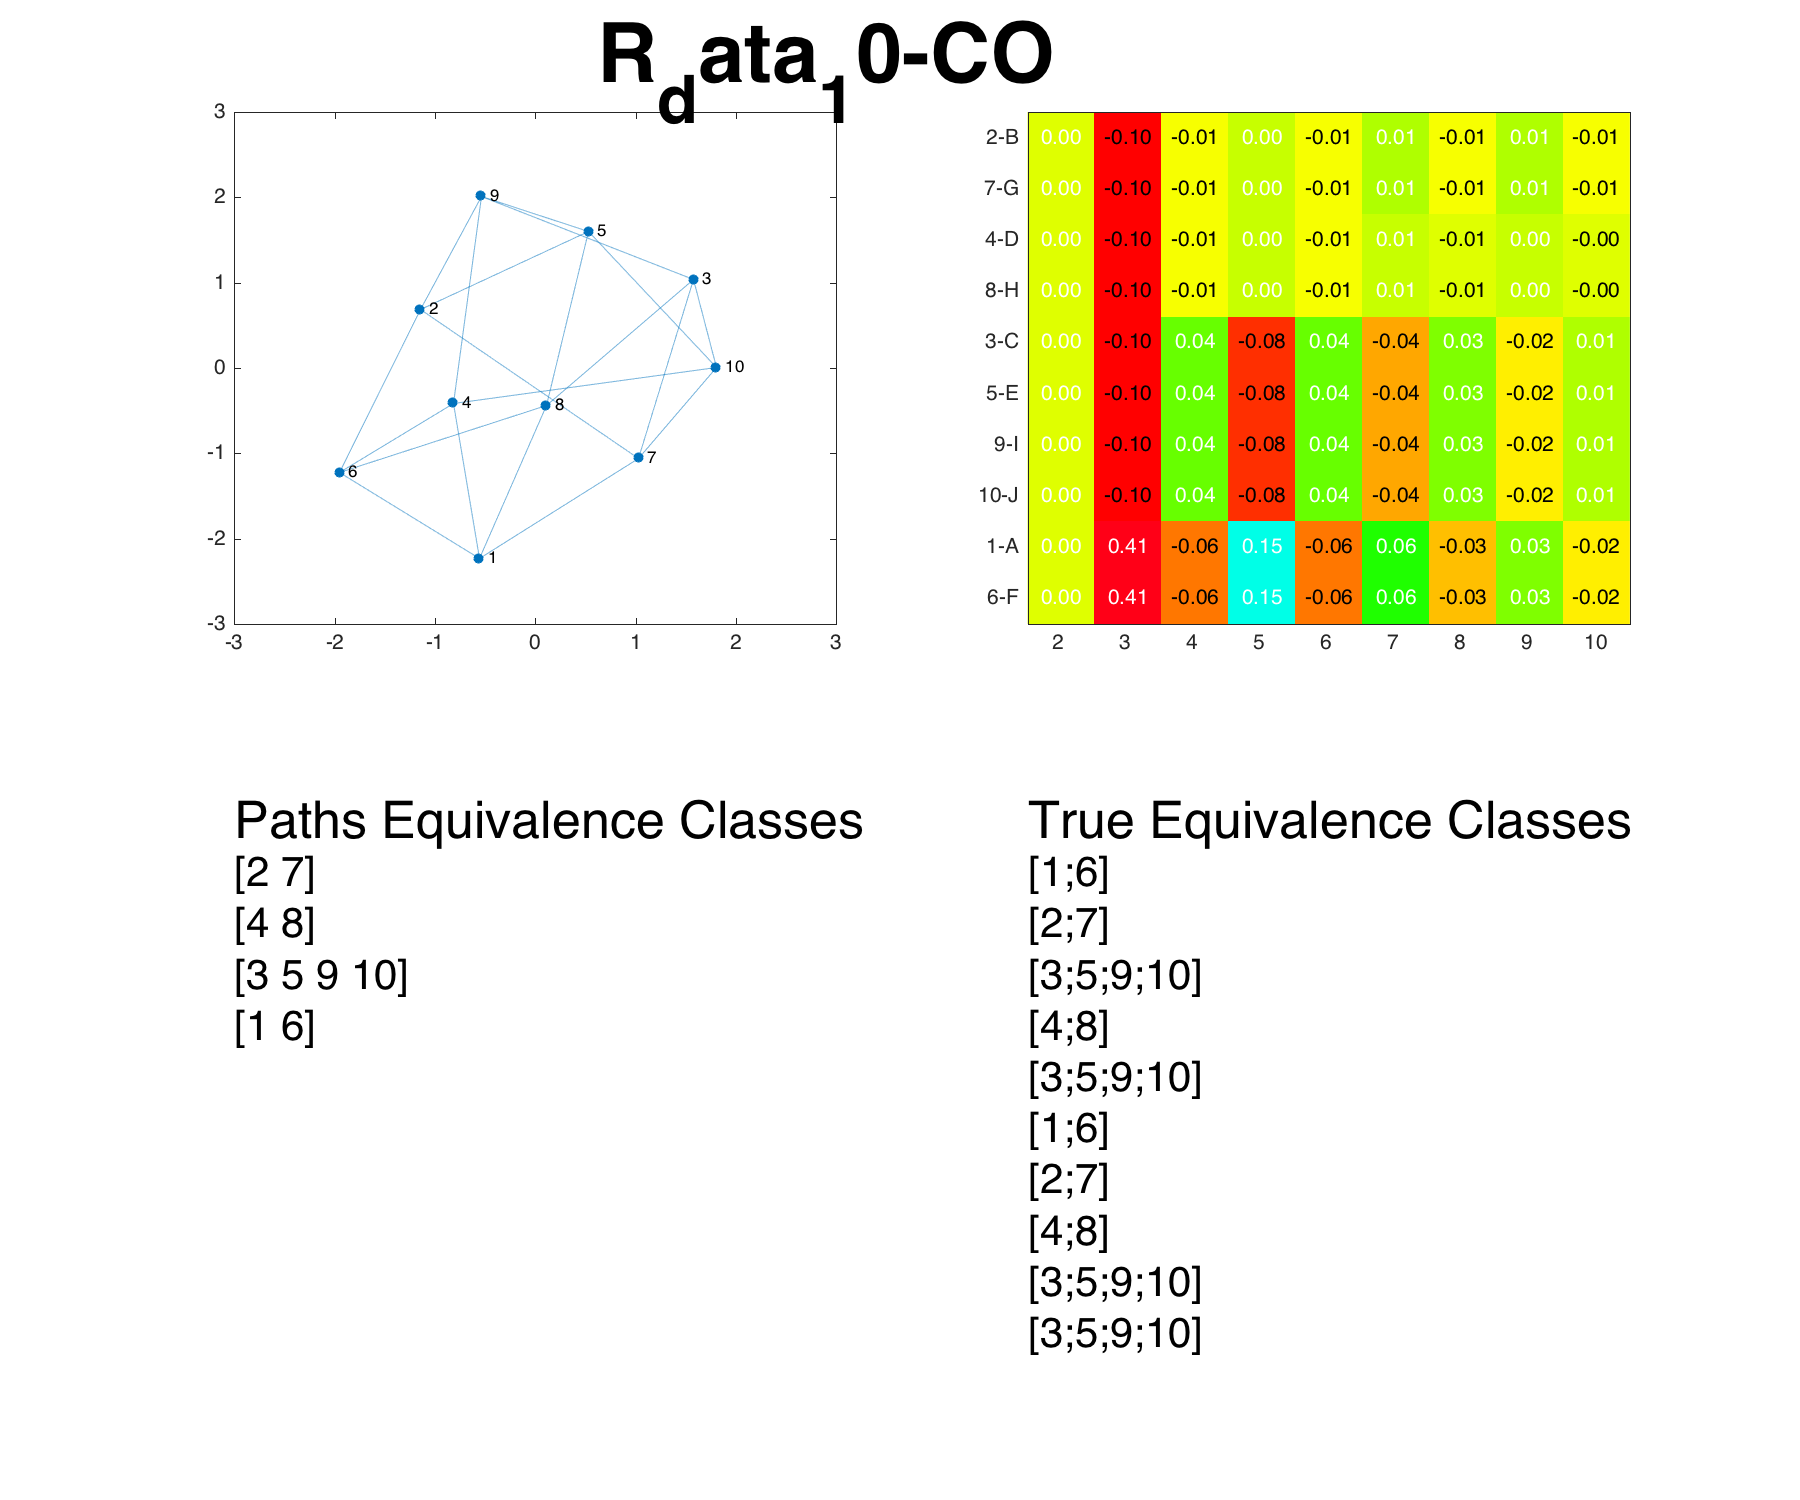 R_data_10-CO
3
2
1
0
-1
-2
-3
-3 -2 -1 0 1 2 3
9
5
3
2
10
4
8
7
6
1
2-B 0.00 -0.10 -0.01 0.00 -0.01 0.01 -0.01 0.01 -0.01
7-G 0.00 -0.10 -0.01 0.00 -0.01 0.01 -0.01 0.01 -0.01
4-D 0.00 -0.10 -0.01 0.00 -0.01 0.01 -0.01 0.00 -0.00
8-H 0.00 -0.10 -0.01 0.00 -0.01 0.01 -0.01 0.00 -0.00
3-C 0.00 -0.10 0.04 -0.08 0.04 -0.04 0.03 -0.02 0.01
5-E 0.00 -0.10 0.04 -0.08 0.04 -0.04 0.03 -0.02 0.01
9-I 0.00 -0.10 0.04 -0.08 0.04 -0.04 0.03 -0.02 0.01
10-J 0.00 -0.10 0.04 -0.08 0.04 -0.04 0.03 -0.02 0.01
1-A 0.00 0.41 -0.06 0.15 -0.06 0.06 -0.03 0.03 -0.02
6-F 0.00 0.41 -0.06 0.15 -0.06 0.06 -0.03 0.03 -0.02
2 3 4 5 6 7 8 9 10
Paths Equivalence Classes
[2 7]
[4 8]
[3 5 9 10]
[1 6]
True Equivalence Classes
[1;6]
[2;7]
[3;5;9;10]
[4;8]
[3;5;9;10]
[1;6]
[2;7]
[4;8]
[3;5;9;10]
[3;5;9;10]